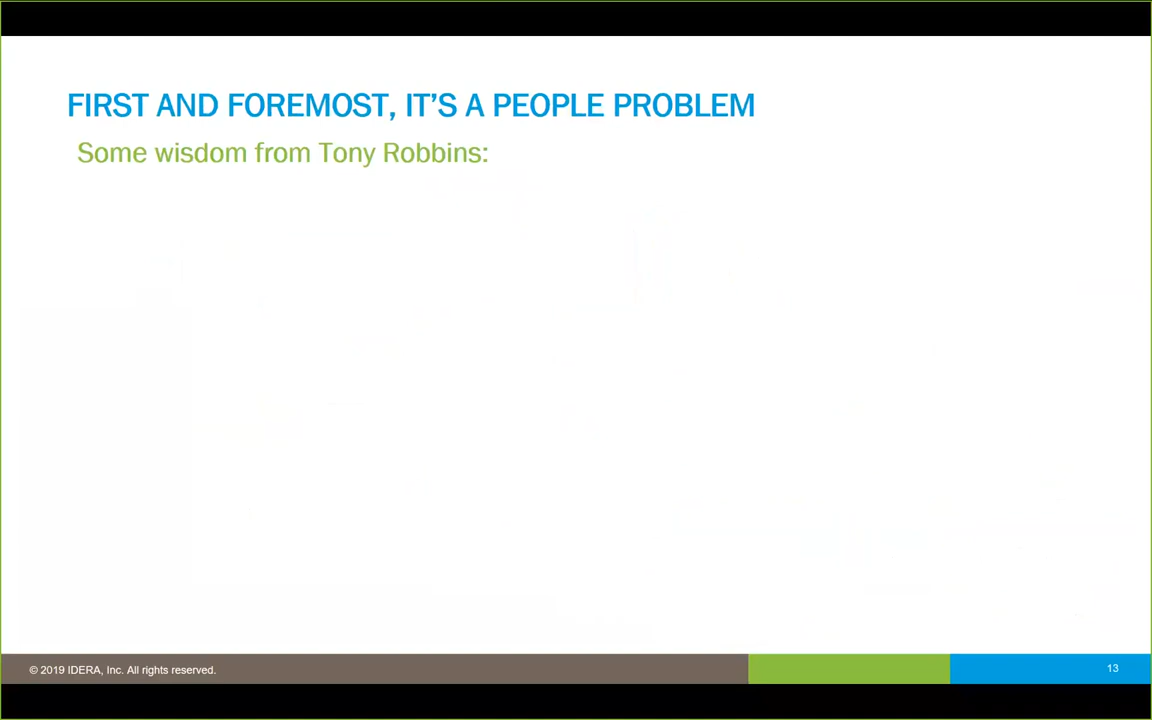 FIRST AND FOREMOST, IT’S A PEOPLE PROBLEM
Some wisdom from Tony Robbins:
© 2019 IDERA, Inc. All rights reserved.
13